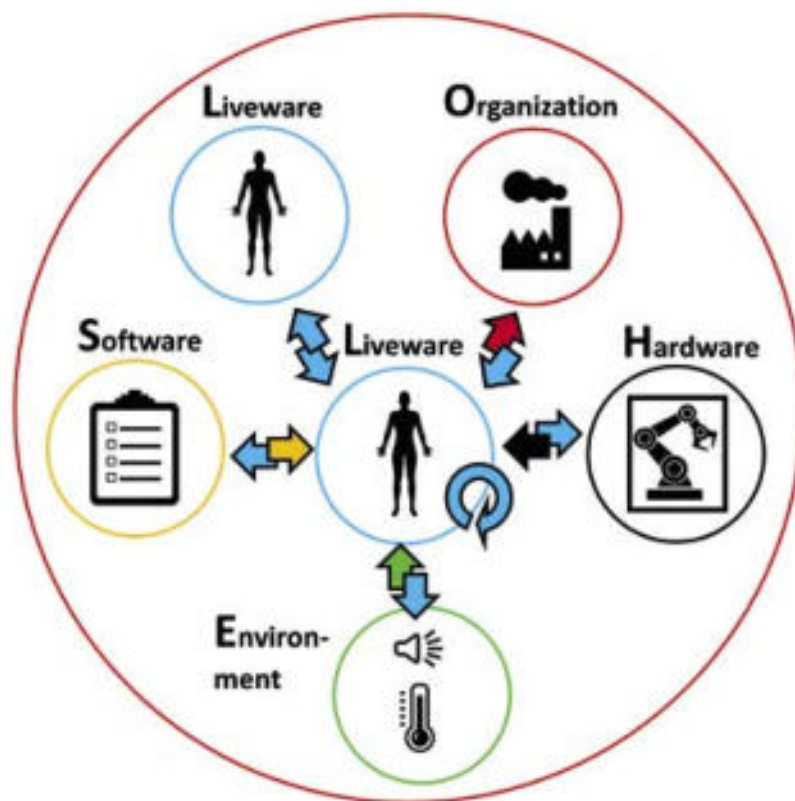 Liveware
Organization
Software
Liveware
Hardware
Environ-
ment